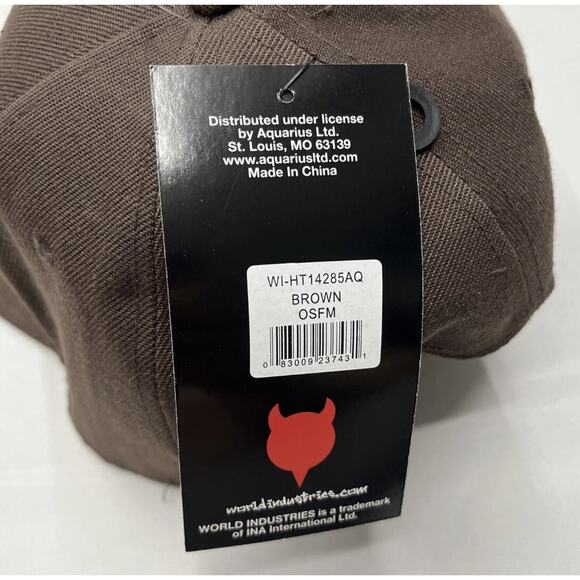 Distributed under license
by Aquarius Ltd.
St. Louis, MO 63139
www.aquariusltd.com
Made In China
WI-HT14285AQ
BROWN
OSFM
0 83009 23743 1
worldindustries.com
WORLD INDUSTRIES is a trademark
of INA International Ltd.